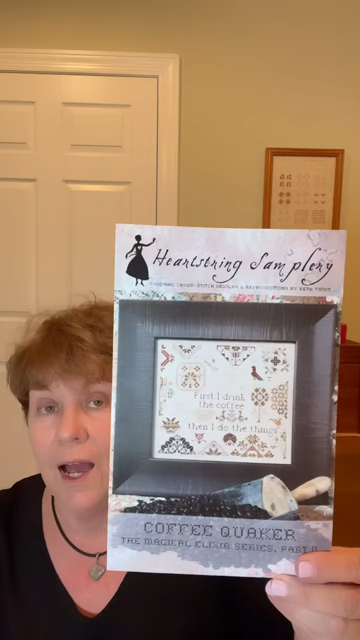 Heartstring Samplery
First I drink
the coffee
then I do the things
COFFEE QUAKER
THE MAGICAL ELIXIR SERIES, PART II